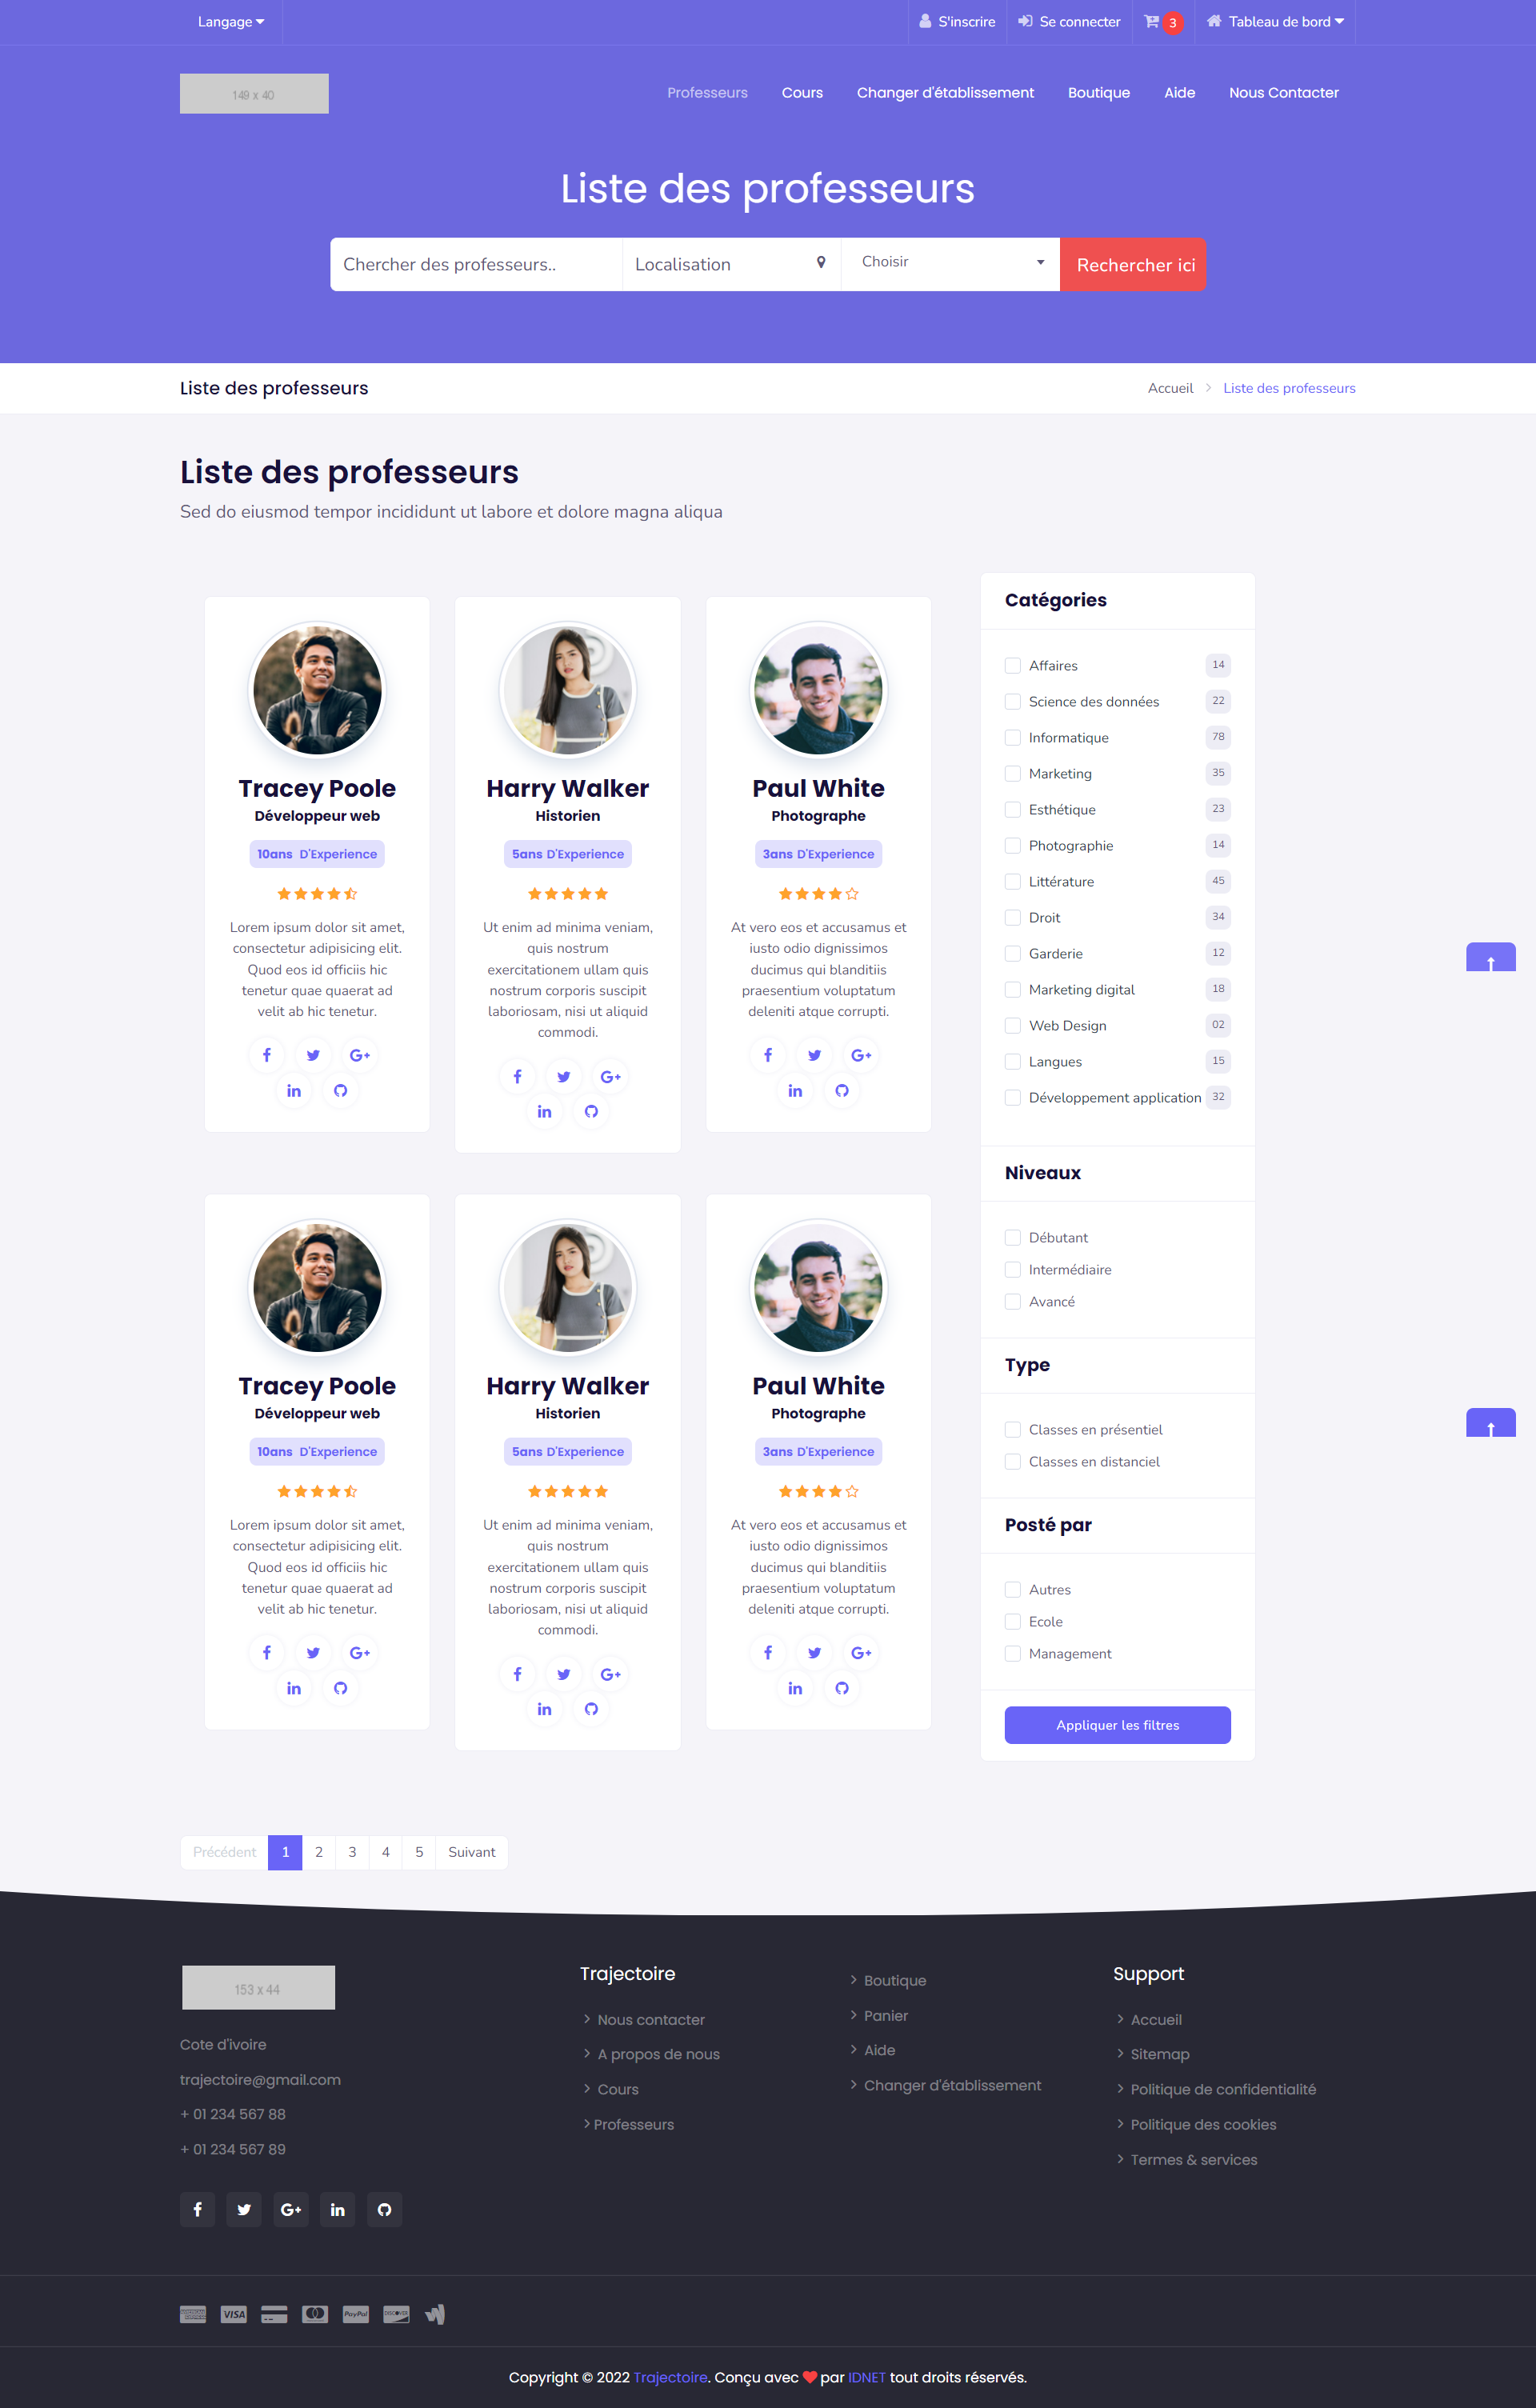 Langage
S'inscrire
Se connecter
3
Tableau de bord
149 x 40
Professeurs
Cours
Changer d'établissement
Boutique
Aide
Nous Contacter
Liste des professeurs
Chercher des professeurs..
Localisation
Choisir
Rechercher ici
Liste des professeurs
Accueil
Liste des professeurs
Liste des professeurs
Sed do eiusmod tempor incididunt ut labore et dolore magna aliqua
Tracey Poole
Développeur web
10ans D'Experience
Lorem ipsum dolor sit amet,
consectetur adipisicing elit.
Quod eos id officiis hic
tenetur quae quaerat ad
velit ab hic tenetur.
Harry Walker
Historien
5ans D'Experience
Ut enim ad minima veniam,
quis nostrum
exercitationem ullam quis
nostrum corporis suscipit
laboriosam, nisi ut aliquid
commodi.
Paul White
Photographe
3ans D'Experience
At vero eos et accusamus et
iusto odio dignissimos
ducimus qui blanditiis
praesentium voluptatum
deleniti atque corrupti.
Tracey Poole
Développeur web
10ans D'Experience
Lorem ipsum dolor sit amet,
consectetur adipisicing elit.
Quod eos id officiis hic
tenetur quae quaerat ad
velit ab hic tenetur.
Harry Walker
Historien
5ans D'Experience
Ut enim ad minima veniam,
quis nostrum
exercitationem ullam quis
nostrum corporis suscipit
laboriosam, nisi ut aliquid
commodi.
Paul White
Photographe
3ans D'Experience
At vero eos et accusamus et
iusto odio dignissimos
ducimus qui blanditiis
praesentium voluptatum
deleniti atque corrupti.
Catégories
Affaires 14
Science des données 22
Informatique 78
Marketing 35
Esthétique 23
Photographie 14
Littérature 45
Droit 34
Garderie 12
Marketing digital 18
Web Design 02
Langues 15
Développement application 32
Niveaux
Débutant
Intermédiaire
Avancé
Type
Classes en présentiel
Classes en distanciel
Posté par
Autres
Ecole
Management
Appliquer les filtres
Précédent 1 2 3 4 5 Suivant
153 x 44
Cote d'ivoire
trajectoire@gmail.com
+ 01 234 567 88
+ 01 234 567 89
Trajectoire
Nous contacter
A propos de nous
Cours
Professeurs
Boutique
Panier
Aide
Changer d'établissement
Support
Accueil
Sitemap
Politique de confidentialité
Politique des cookies
Termes & services
VISA
PayPal
DISCOVER
Copyright © 2022 Trajectoire. Conçu avec par IDNET tout droits réservés.